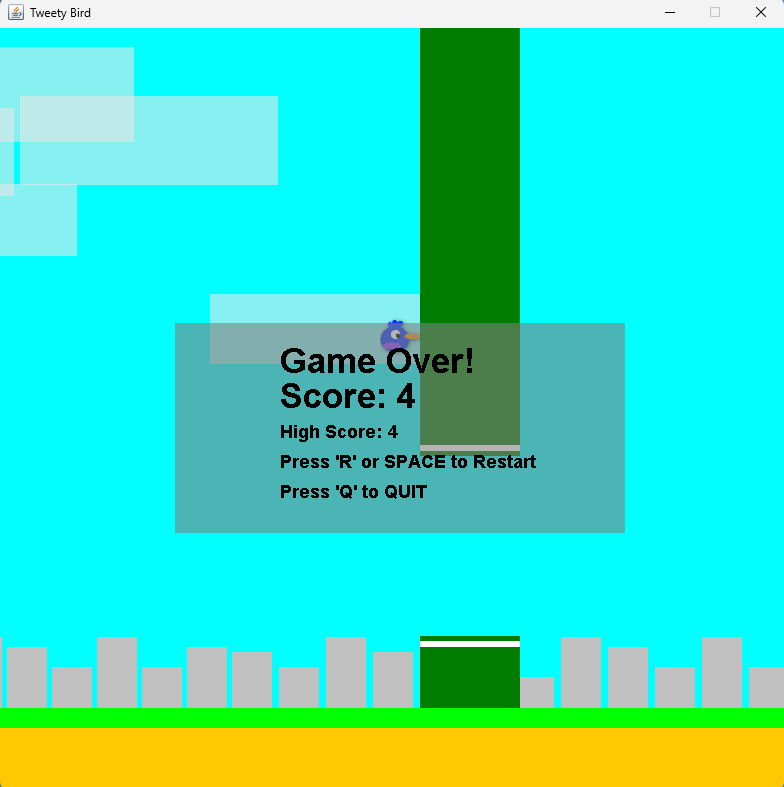 Tweety Bird
Game Over!
Score: 4
High Score: 4
Press 'R' or SPACE to Restart
Press 'Q' to QUIT